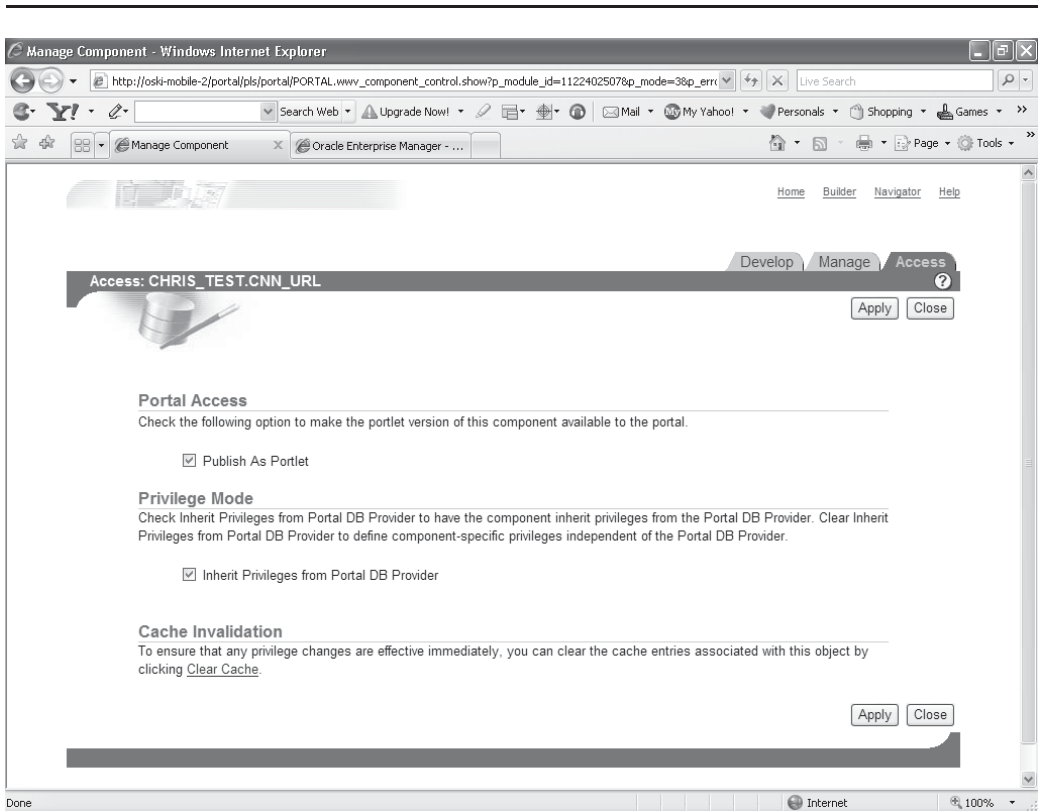 Manage Component - Windows Internet Explorer
http://oski-mobile-2/portal/pls/portal/PORTAL.wwv_component_control.show?p_module_id=1122402507&p_mode=3&p_erro
Live Search
Y! Search Web Upgrade Now! Mail My Yahoo! Personals Shopping Games »
Manage Component X Oracle Enterprise Manager - ... Page Tools »
Home Builder Navigator Help
Develop Manage Access
Access: CHRIS_TEST.CNN_URL ?
Apply Close
Portal Access
Check the following option to make the portlet version of this component available to the portal.
Publish As Portlet
Privilege Mode
Check Inherit Privileges from Portal DB Provider to have the component inherit privileges from the Portal DB Provider. Clear Inherit
Privileges from Portal DB Provider to define component-specific privileges independent of the Portal DB Provider.
Inherit Privileges from Portal DB Provider
Cache Invalidation
To ensure that any privilege changes are effective immediately, you can clear the cache entries associated with this object by
clicking Clear Cache.
Apply Close
Done Internet 100%